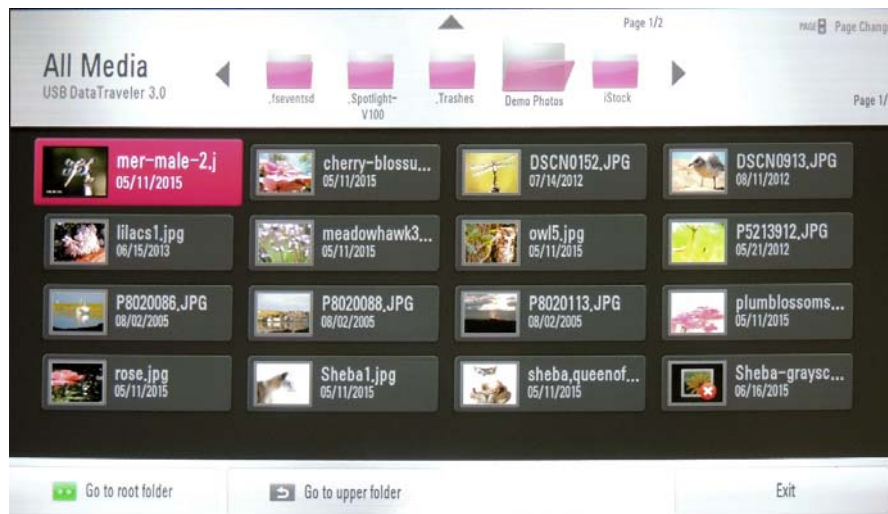 Page 1/2
PAGE Page Chang
All Media
USB DataTraveler 3.0
.fseventsd
.Spotlight-
V100
.Trashes
Demo Photos
iStock
Page 1/
mer-male-2.j
05/11/2015
cherry-blossu...
05/11/2015
DSCN0152.JPG
07/14/2012
DSCN0913.JPG
08/11/2012
lilacs1.jpg
06/15/2013
meadowhawk3...
05/11/2015
owl5.jpg
05/11/2015
P5213912.JPG
05/21/2012
P8020086.JPG
08/02/2005
P8020088.JPG
08/02/2005
P8020113.JPG
08/02/2005
plumblossoms...
05/11/2015
rose.jpg
05/11/2015
Sheba1.jpg
05/11/2015
sheba,queenof...
05/11/2015
Sheba-graysc...
06/16/2015
Go to root folder
Go to upper folder
Exit